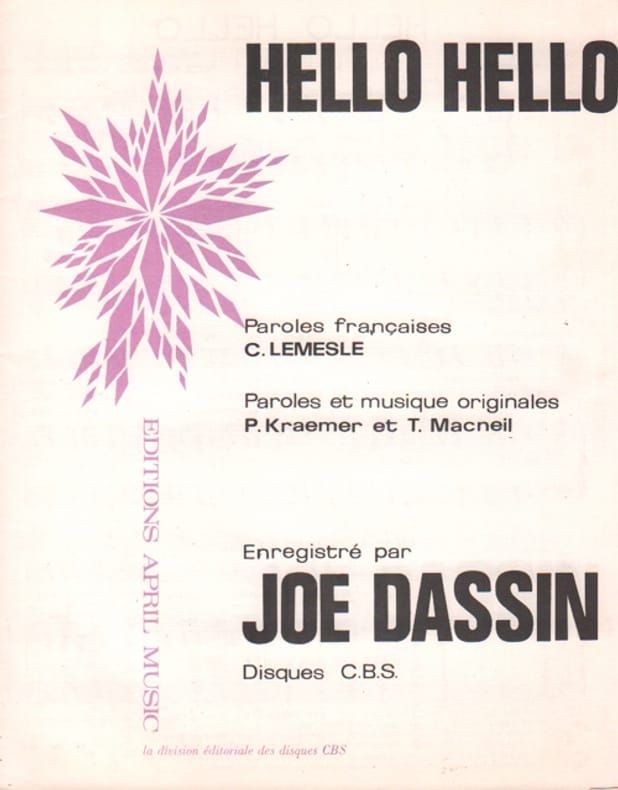 HELLO HELLO
Paroles françaises
C. LEMESLE
Paroles et musique originales
P. Kraemer et T. Macneil
Enregistré par
JOE DASSIN
Disques C.B.S.
EDITIONS APRIL MUSIC
la division éditoriale des disques CBS